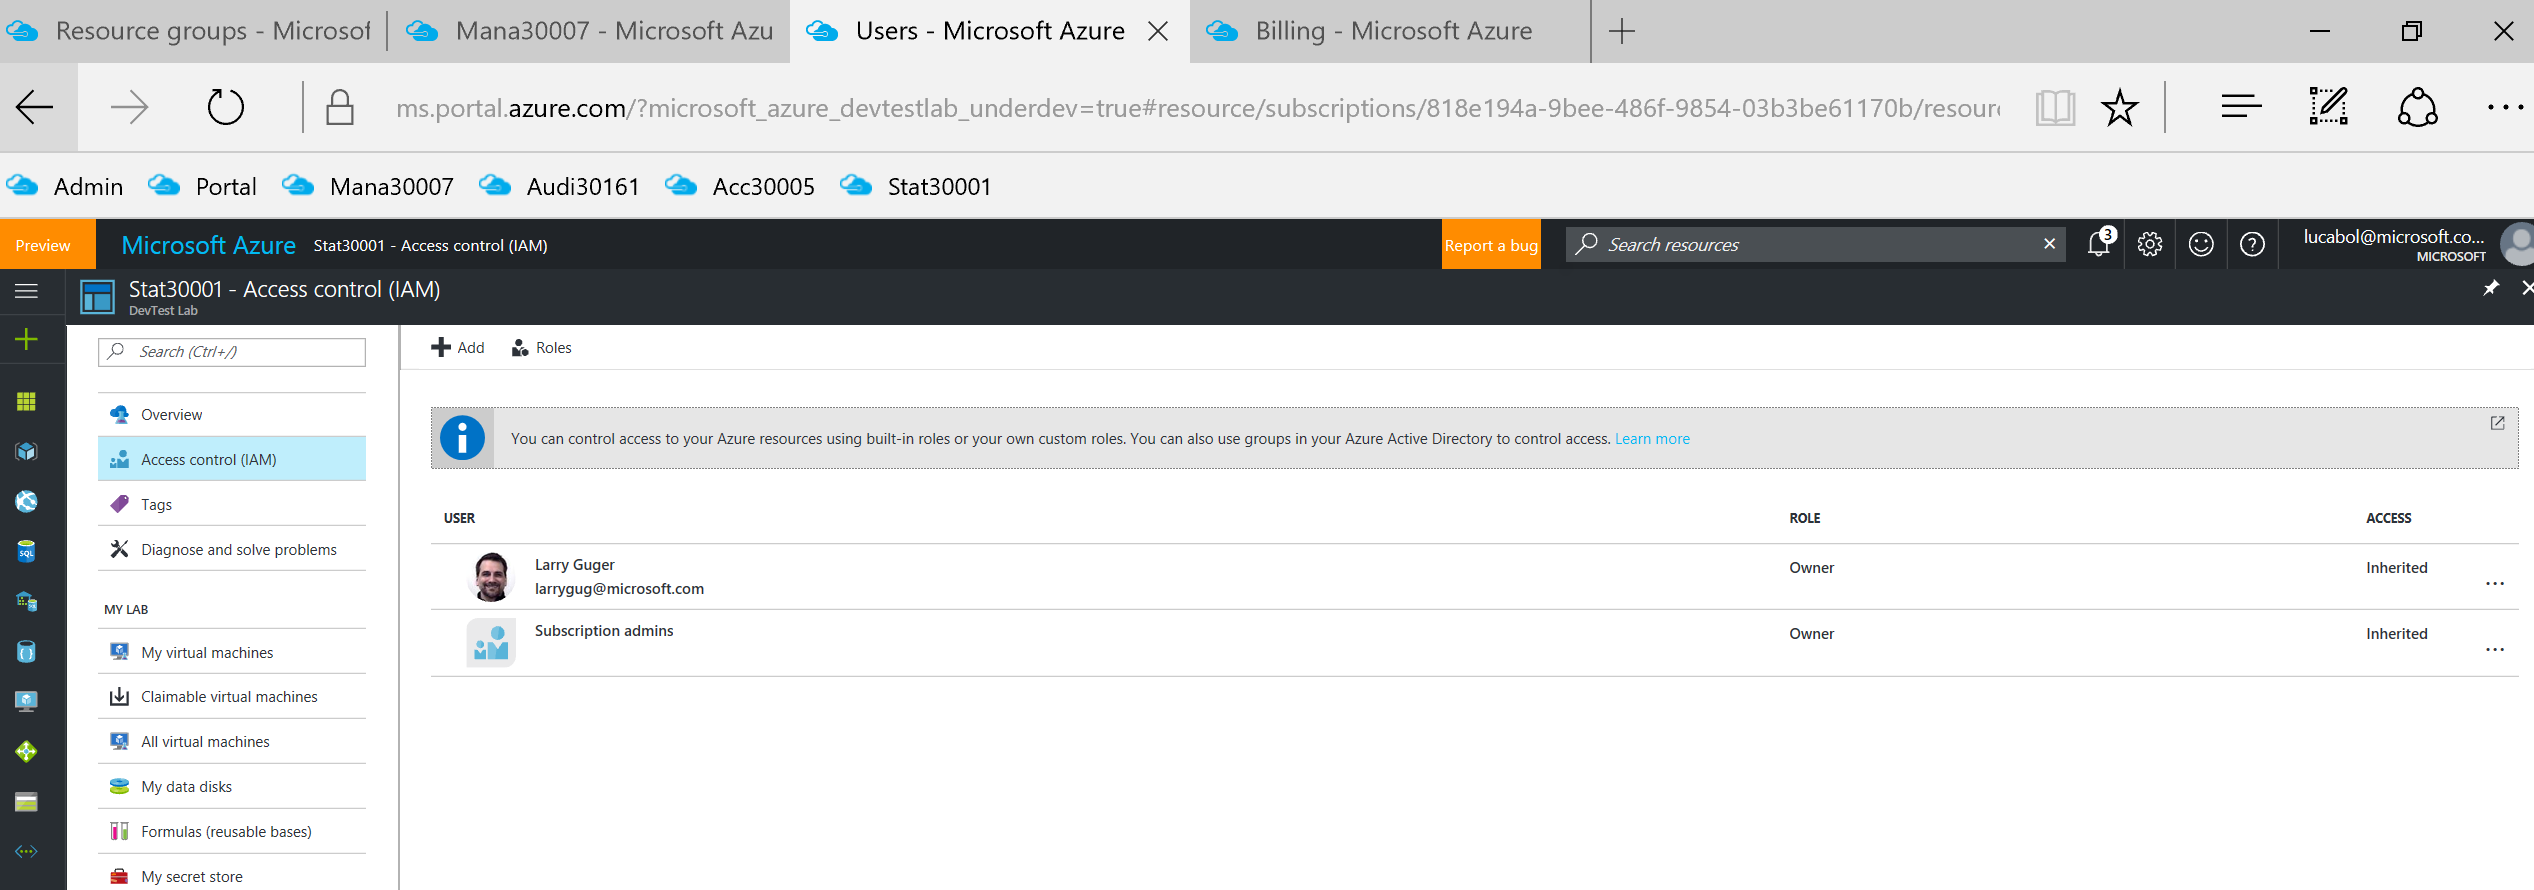 Resource groups - Microsof
Mana30007 - Microsoft Azu
Users - Microsoft Azure
Billing - Microsoft Azure
ms.portal.azure.com/?microsoft_azure_devtestlab_underdev=true#resource/subscriptions/818e194a-9bee-486f-9854-03b3be61170b/resourc
Admin
Portal
Mana30007
Audi30161
Acc30005
Stat30001
Preview
Microsoft Azure
Stat30001 - Access control (IAM)
Report a bug
Search resources
3
lucabol@microsoft.co...
MICROSOFT
Stat30001 - Access control (IAM)
DevTest Lab
Search (Ctrl+/)
Overview
Access control (IAM)
Tags
Diagnose and solve problems
MY LAB
My virtual machines
Claimable virtual machines
All virtual machines
My data disks
Formulas (reusable bases)
My secret store
Add
Roles
You can control access to your Azure resources using built-in roles or your own custom roles. You can also use groups in your Azure Active Directory to control access. Learn more
USER ROLE ACCESS
Larry Guger
larrygug@microsoft.com
Owner
Inherited
...
Subscription admins
Owner
Inherited
...
SQL